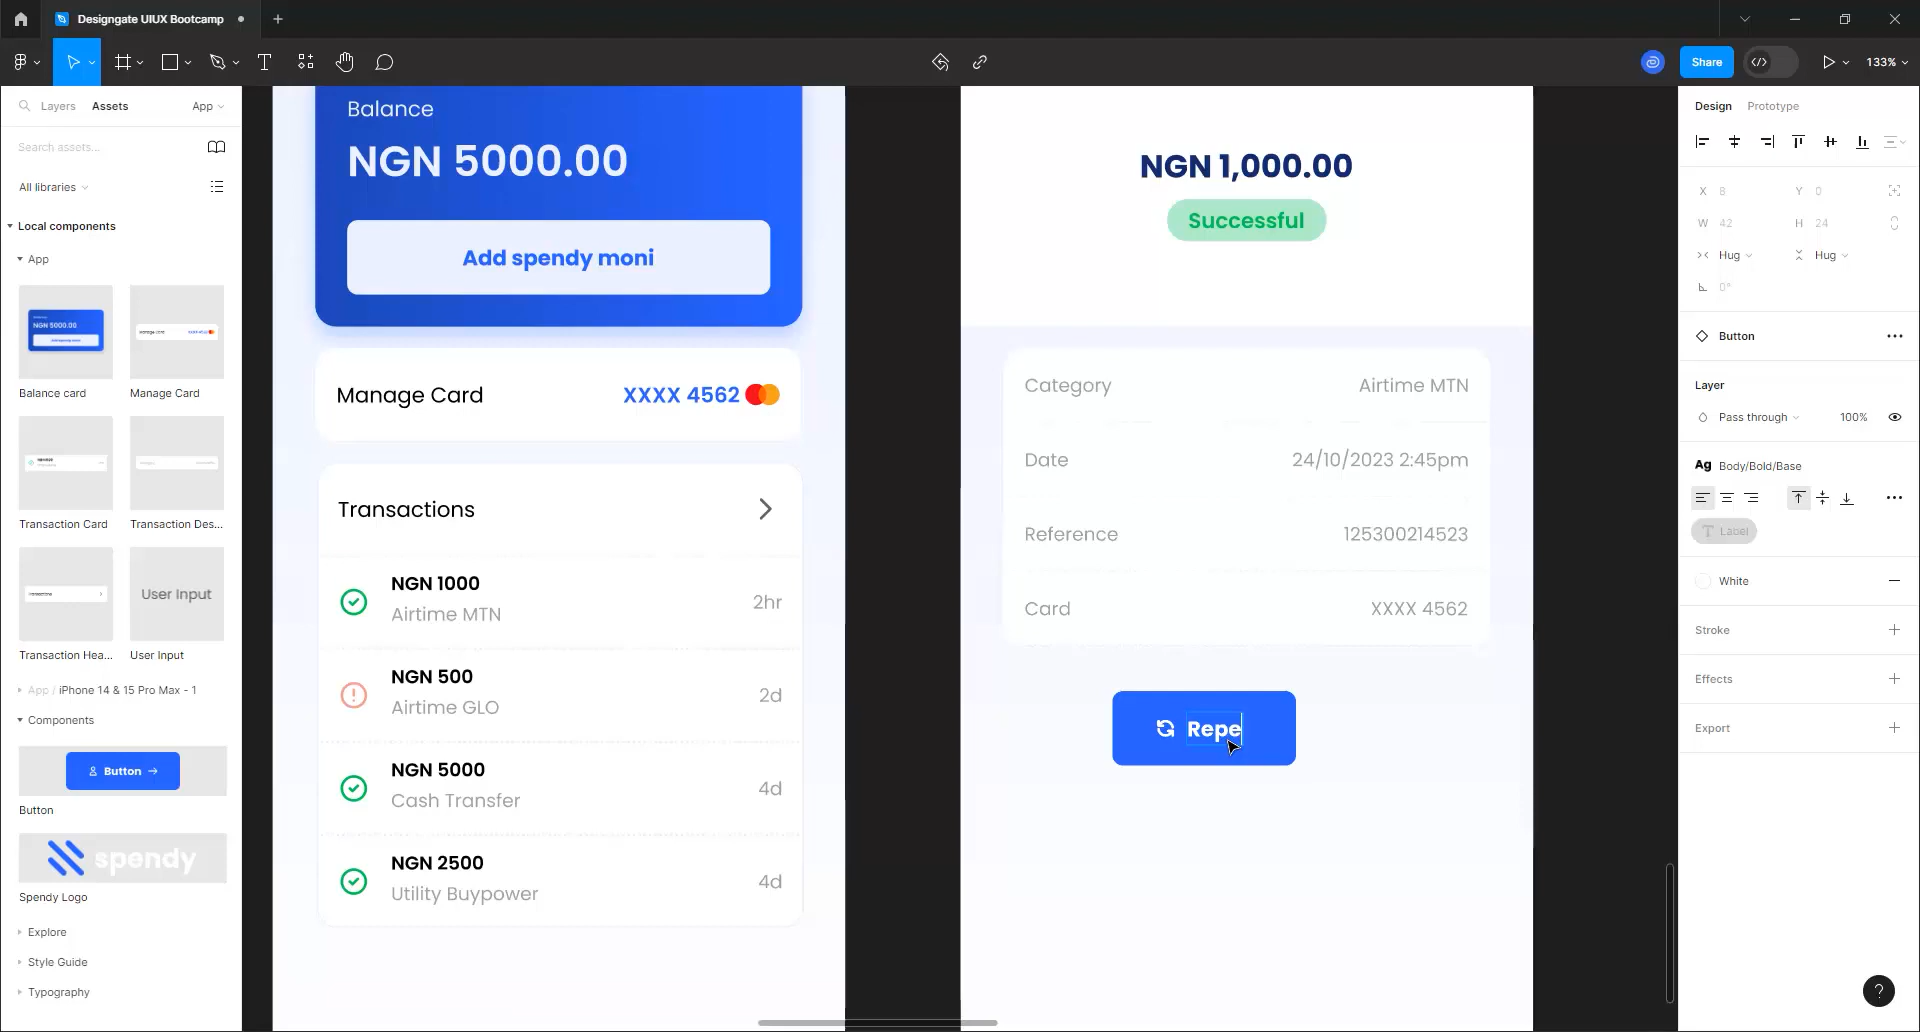 Designgate UIUX Bootcamp
Share
133%
Layers
Assets
App
Search assets...
All libraries
Local components
App
NGN 5000.00
Balance card
Manage Card
Transaction Card
Transaction Des...
User Input
Transaction Hea...
User Input
App / iPhone 14 & 15 Pro Max - 1
Components
Button
Button
spendy
Spendy Logo
Explore
Style Guide
Typography
Balance
NGN 5000.00
Add spendy moni
Manage Card
XXXX 4562
Transactions
NGN 1000
Airtime MTN
2hr
NGN 500
Airtime GLO
2d
NGN 5000
Cash Transfer
4d
NGN 2500
Utility Buypower
4d
NGN 1,000.00
Successful
Category
Airtime MTN
Date
24/10/2023 2:45pm
Reference
125300214523
Card
XXXX 4562
Repe
Design
Prototype
X 8
Y 0
W 42
H 24
Hug
Hug
0°
Button
Layer
Pass through
100%
Ag Body/Bold/Base
Label
White
Stroke
Effects
Export
?